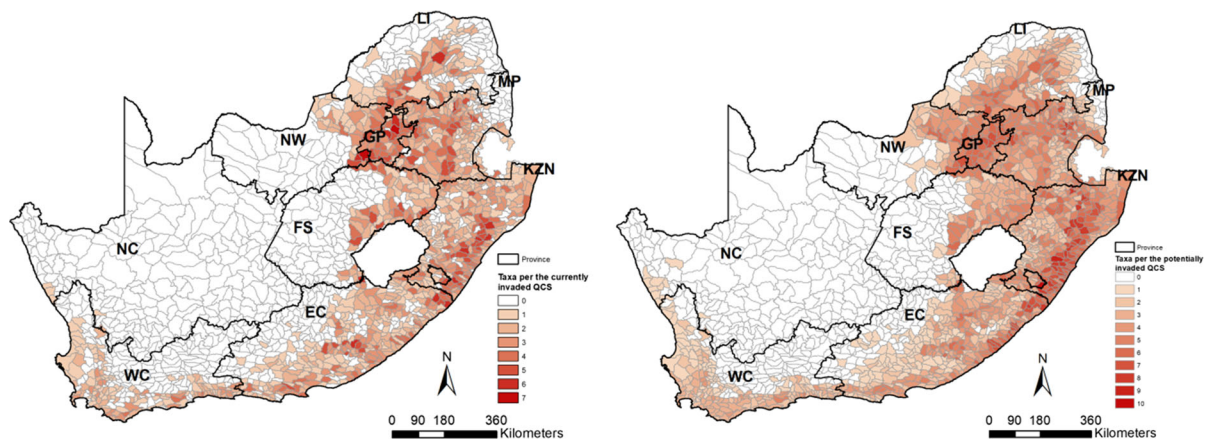 LI
MP
NW
GP
KZN
FS
NC
EC
WC
Province
Taxa per the currently
invaded QCS
0
1
2
3
4
5
6
7
N
0 90 180 360
Kilometers
LI
MP
NW
GP
KZN
FS
NC
EC
WC
Province
Taxa per the potentially
invaded QCS
0
1
2
3
4
5
6
7
8
9
10
N
0 90 180 360
Kilometers